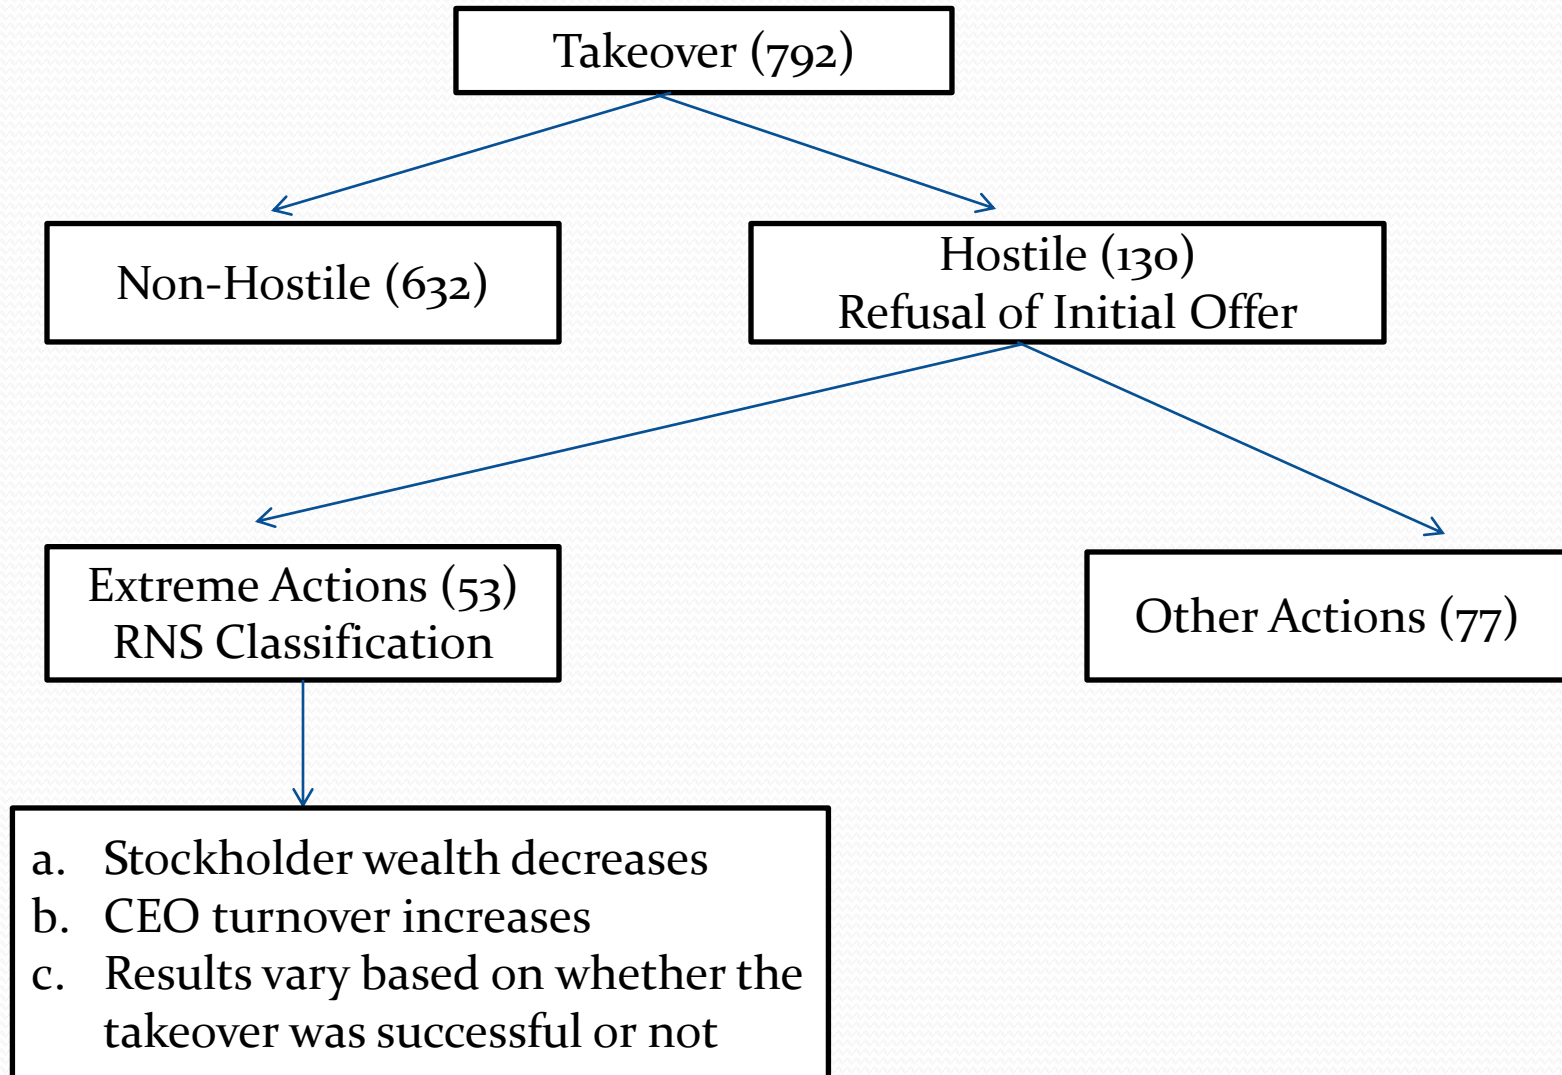 Takeover (792)
Non-Hostile (632)
Hostile (130)
Refusal of Initial Offer
Extreme Actions (53)
RNS Classification
Other Actions (77)
a. Stockholder wealth decreases
b. CEO turnover increases
c. Results vary based on whether the
takeover was successful or not